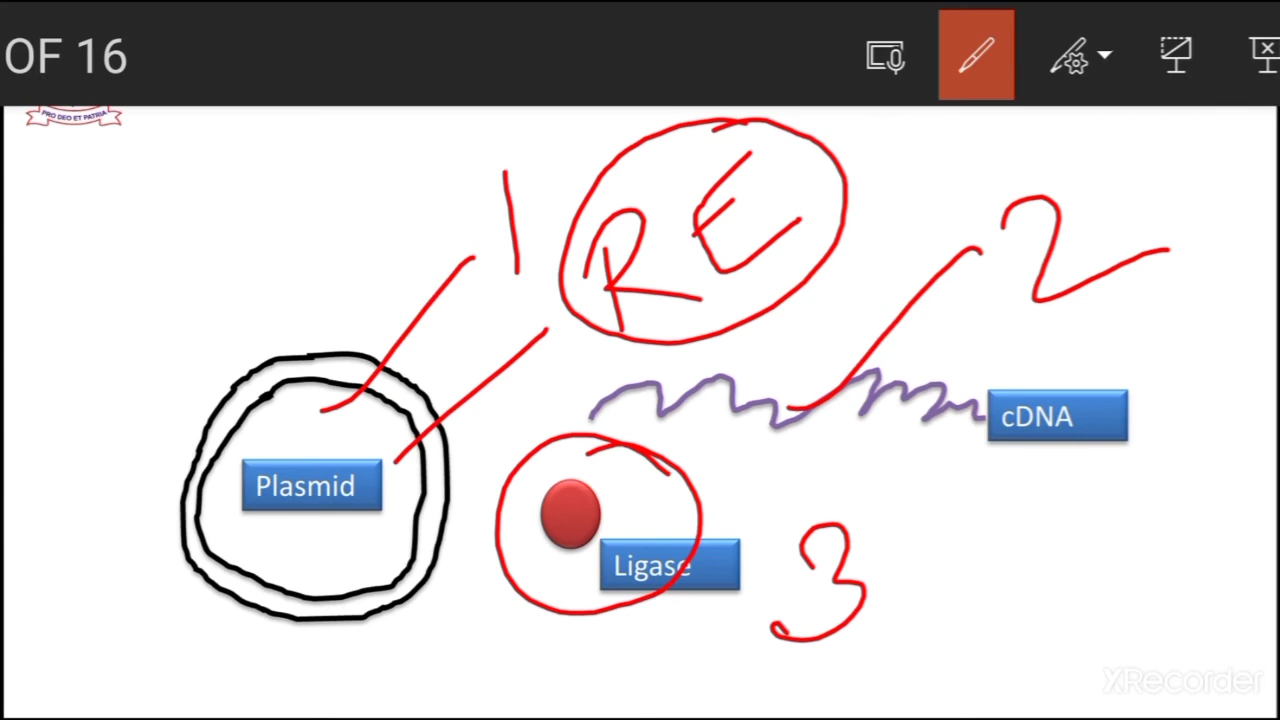 OF 16
PRO DEO ET PATRIA
1
RE
2
cDNA
Plasmid
Ligase
3
XRecorder